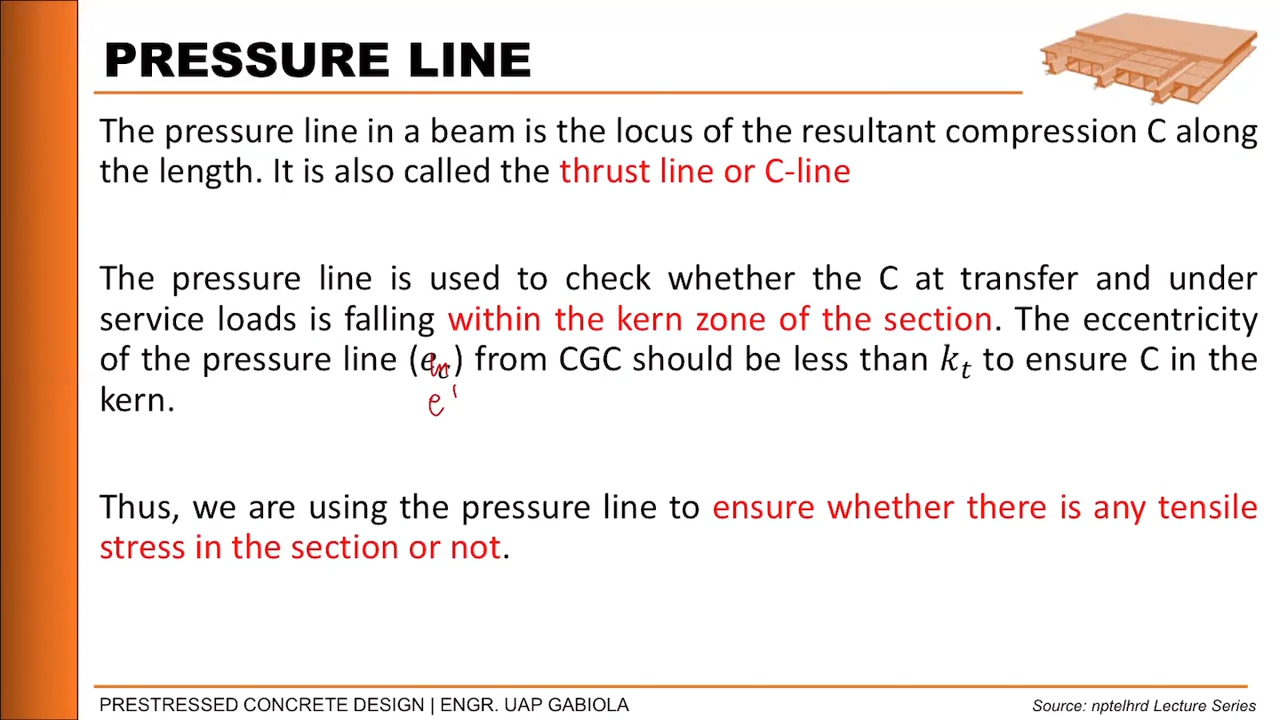 PRESSURE LINE
The pressure line in a beam is the locus of the resultant compression C along
the length. It is also called the thrust line or C-line
The pressure line is used to check whether the C at transfer and under
service loads is falling within the kern zone of the section. The eccentricity
of the pressure line (e_c) from CGC should be less than k_t to ensure C in the
kern.
e'
Thus, we are using the pressure line to ensure whether there is any tensile
stress in the section or not.
PRESTRESSED CONCRETE DESIGN | ENGR. UAP GABIOLA
Source: nptelhrd Lecture Series